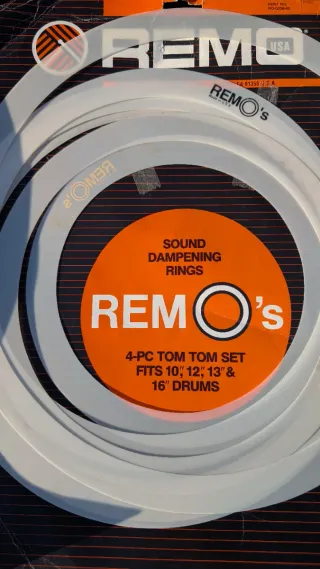 REMO
USA
REMO's
REMO's
SOUND
DAMPENING
RINGS
REMO's
4-PC TOM TOM SET
FITS 10", 12", 13" &
16" DRUMS